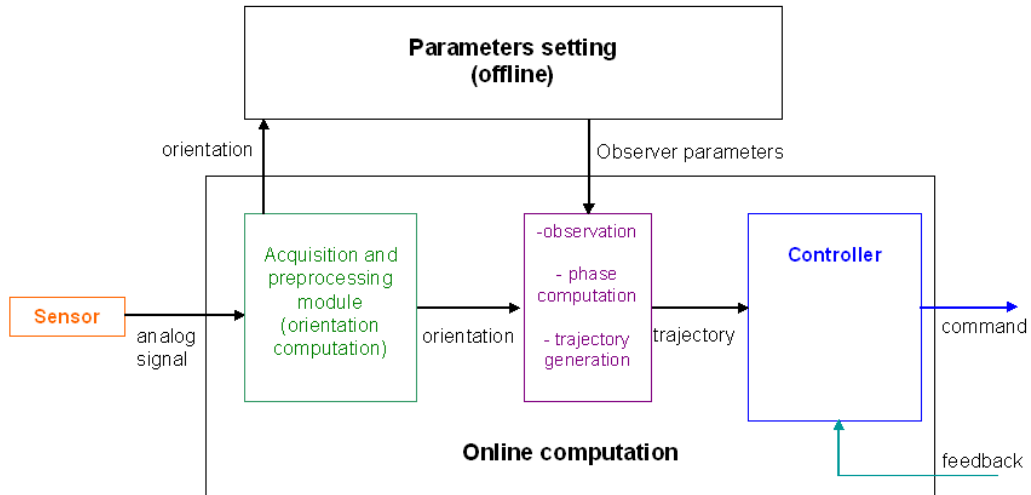 Parameters setting
(offline)
orientation
Observer parameters
Acquisition and
preprocessing
module
(orientation
computation)
-observation
- phase
computation
- trajectory
generation
Controller
Sensor
analog
signal
orientation
trajectory
command
Online computation
feedback